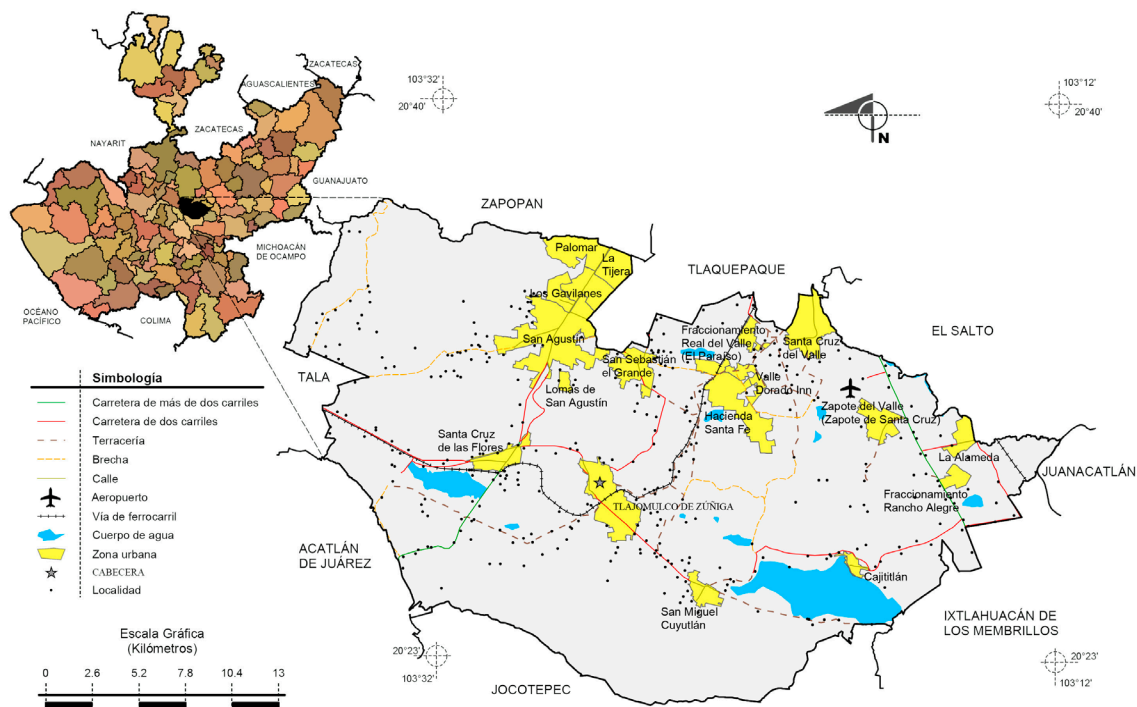 ZACATECAS
AGUASCALIENTES
ZACATECAS
NAYARIT
GUANAJUATO
MICHOACÁN
DE OCAMPO
OCÉANO
PACÍFICO
COLIMA
103°32'
20°40'
103°12'
20°40'
N
ZAPOPAN
Palomar
La
Tijera
TLAQUEPAQUE
Los Gavilanes
EL SALTO
Fraccionamiento
Real del Valle
(El Paraíso)
Santa Cruz
del Valle
San Agustín
San Sebastián
el Grande
TALA
Lomas de
San Agustín
Valle
Dorado Inn
Hacienda
Santa Fe
Zapote del Valle
(Zapote de Santa Cruz)
Santa Cruz
de las Flores
La Alameda
JUANACATLÁN
Fraccionamiento
Rancho Alegre
TLAJOMULCO DE ZÚÑIGA
ACATLÁN
DE JUÁREZ
Cajititlán
San Miguel
Cuyutlán
IXTLAHUACÁN DE
LOS MEMBRILLOS
JOCOTEPEC
20°23'
103°32'
20°23'
103°12'
Simbología
Carretera de más de dos carriles
Carretera de dos carriles
Terracería
Brecha
Calle
Aeropuerto
Vía de ferrocarril
Cuerpo de agua
Zona urbana
CABECERA
Localidad
Escala Gráfica
(Kilómetros)
0 2.6 5.2 7.8 10.4 13